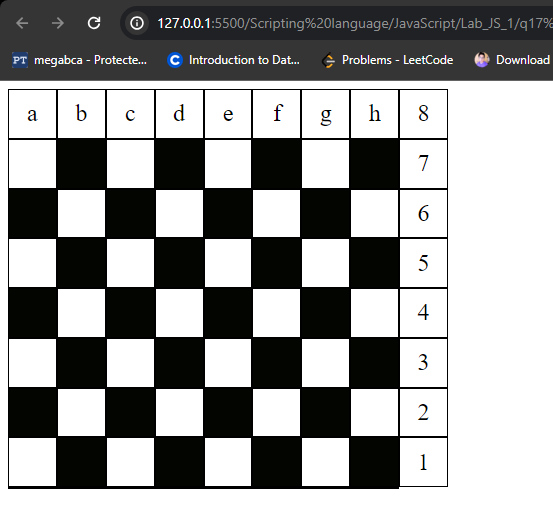 127.0.0.1:5500/Scripting%20language/JavaScript/Lab_JS_1/q17%
PT megabca - Protecte... C Introduction to Dat... Problems - LeetCode Download
a b c d e f g h 8
7
6
5
4
3
2
1